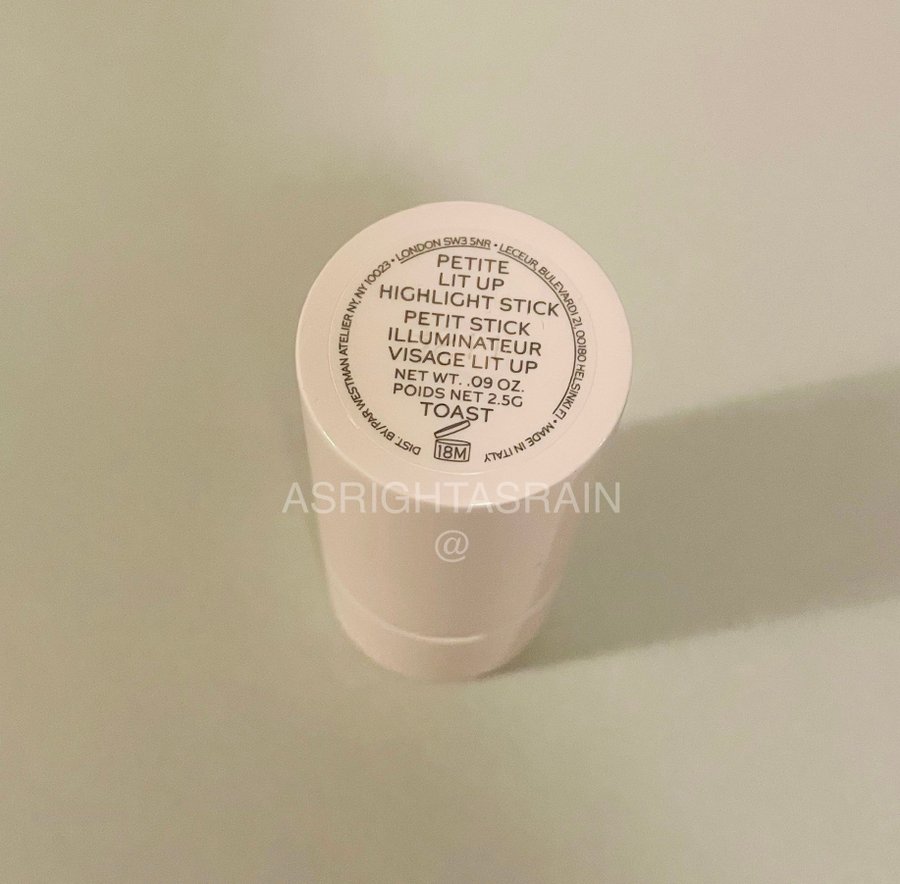 DIST. BY/PAR WESTMAN ATELIER NY, NY 10023 • LONDON SW3 5NR • LECEUR, BULEVARDI 21, 00180 HELSINKI FI • MADE IN ITALY
PETITE
LIT UP
HIGHLIGHT STICK
PETIT STICK
ILLUMINATEUR
VISAGE LIT UP
NET WT. .09 OZ.
POIDS NET 2.5G
TOAST
18M
ASRIGHTASRAIN
@